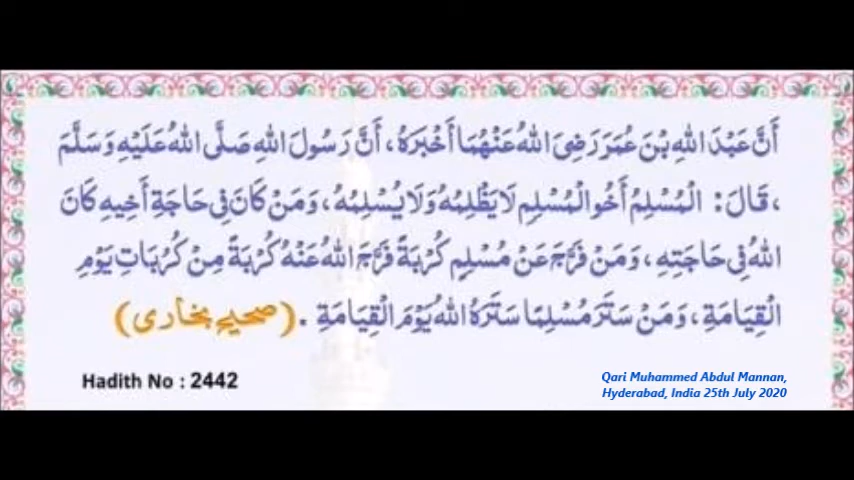 أَنَّ عَبْدَ اللهِ بْنَ عُمَرَ رَضِيَ اللهُ عَنْهُمَا أَخْبَرَهُ، أَنَّ رَسُولَ اللهِ صَلَّى اللهُ عَلَيْهِ وَسَلَّمَ
،قَالَ: الْمُسْلِمُ أَخُو الْمُسْلِمِ لَا يَظْلِمُهُ وَلَا يُسْلِمُهُ، وَمَنْ كَانَ فِي حَاجَةِ أَخِيهِ كَانَ
اللهُ فِي حَاجَتِهِ، وَمَنْ فَرَّجَ عَنْ مُسْلِمٍ كُرْبَةً فَرَّجَ اللهُ عَنْهُ كُرْبَةً مِنْ كُرُبَاتِ يَوْمِ
الْقِيَامَةِ، وَمَنْ سَتَرَ مُسْلِمًا سَتَرَهُ اللهُ يَوْمَ الْقِيَامَةِ . (صحیح بخاری)
Hadith No : 2442
Qari Muhammed Abdul Mannan,
Hyderabad, India 25th July 2020